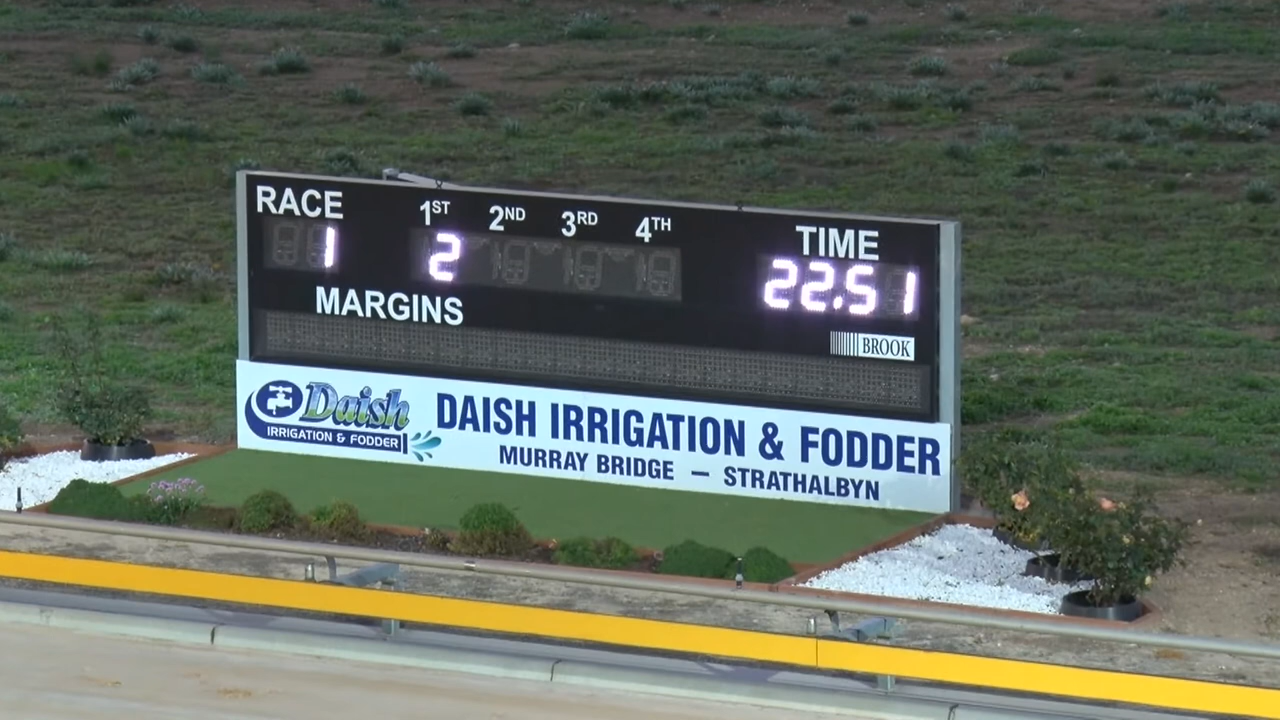 RACE 1ST 2ND 3RD 4TH TIME
1 2 22.51
MARGINS
BROOK
Daish
IRRIGATION & FODDER
DAISH IRRIGATION & FODDER
MURRAY BRIDGE — STRATHALBYN